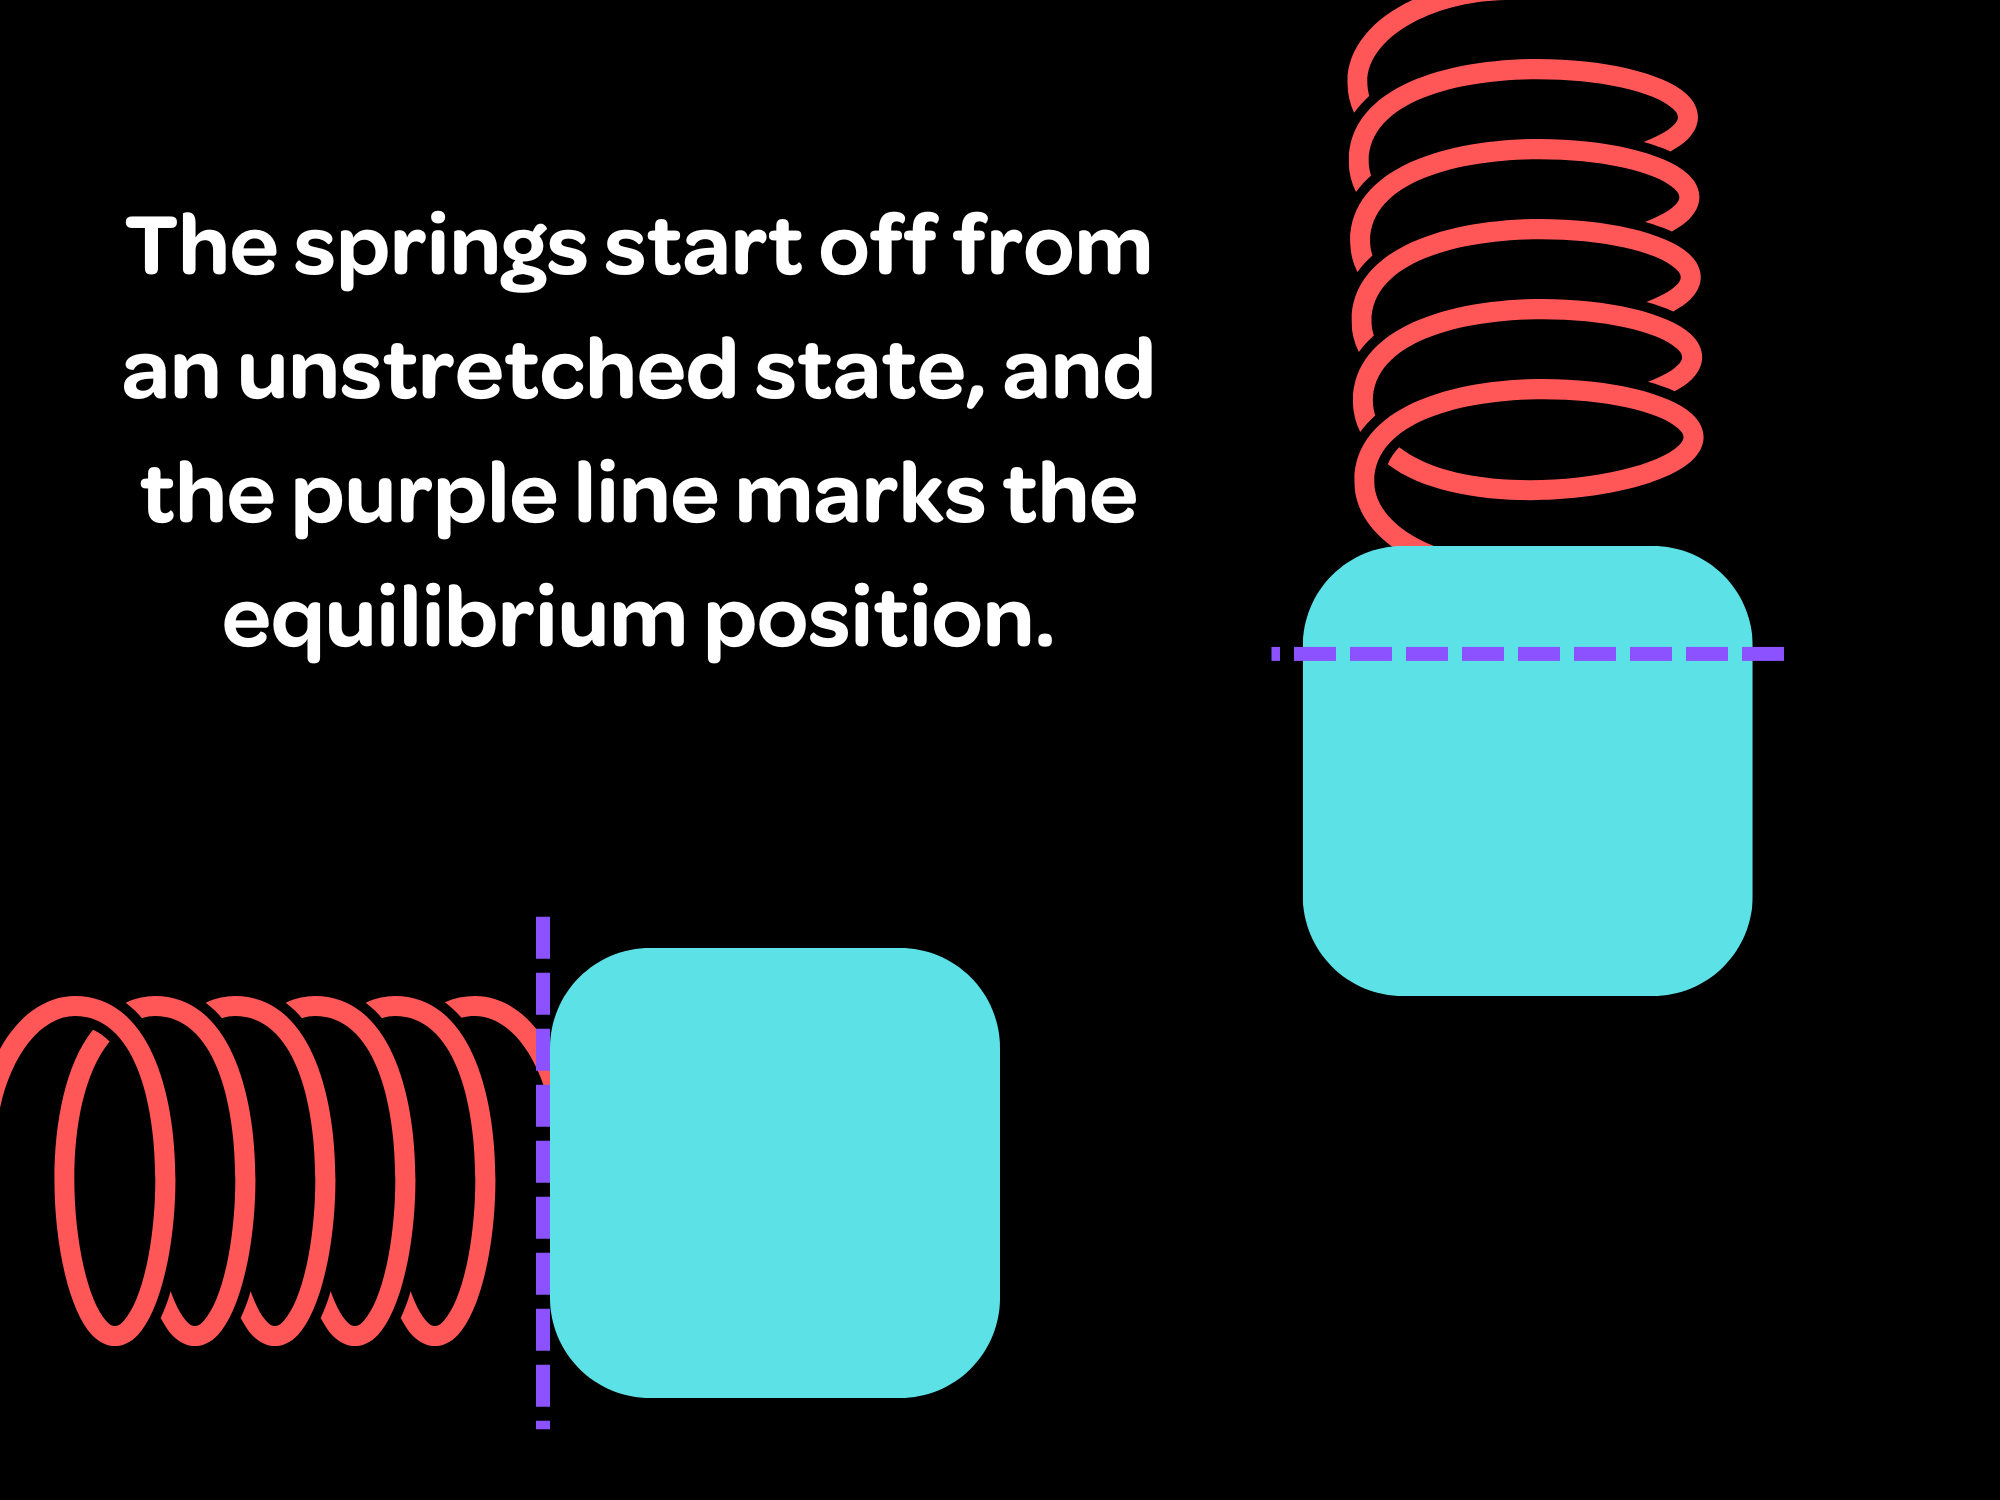 The springs start off from
an unstretched state, and
the purple line marks the
equilibrium position.